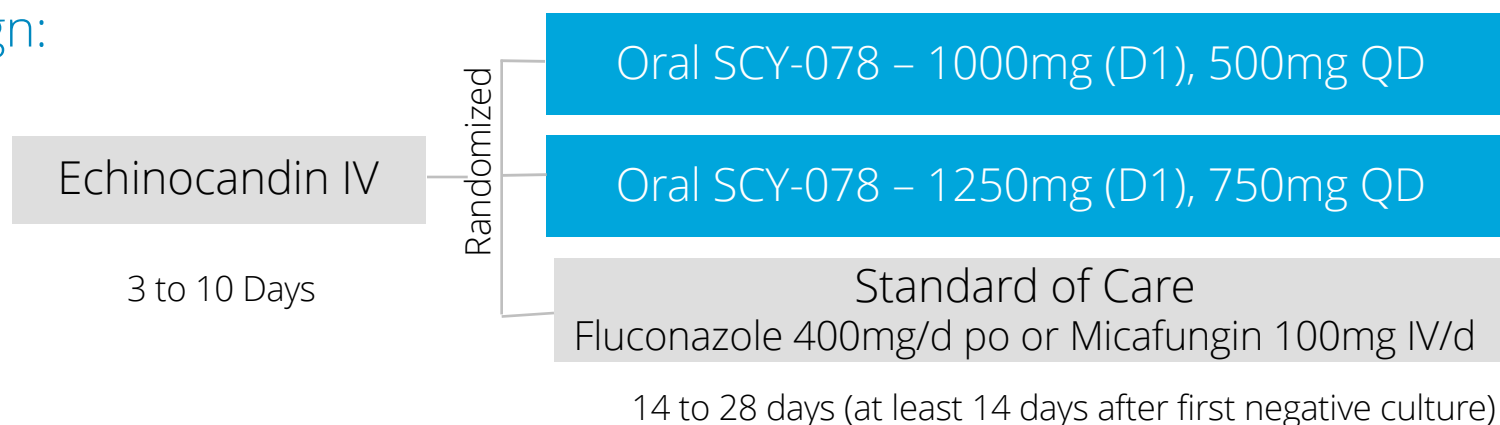 gn:
Echinocandin IV
3 to 10 Days
Randomized
Oral SCY-078 – 1000mg (D1), 500mg QD
Oral SCY-078 – 1250mg (D1), 750mg QD
Standard of Care
Fluconazole 400mg/d po or Micafungin 100mg IV/d
14 to 28 days (at least 14 days after first negative culture)